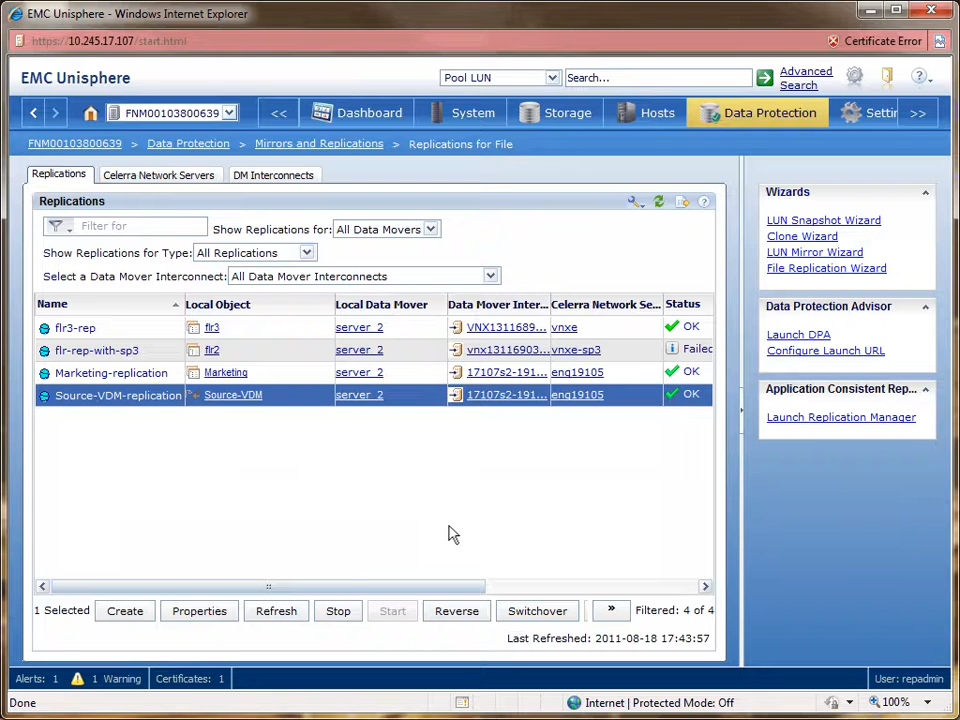 EMC Unisphere - Windows Internet Explorer
https://10.245.17.107/start.html Certificate Error
EMC Unisphere Pool LUN Search... Advanced Search ?
FNM00103800639 << Dashboard System Storage Hosts Data Protection Settin >>
FNM00103800639 > Data Protection > Mirrors and Replications > Replications for File
Replications Celerra Network Servers DM Interconnects
Replications
Filter for Show Replications for: All Data Movers
Show Replications for Type: All Replications
Select a Data Mover Interconnect: All Data Mover Interconnects
Name Local Object Local Data Mover Data Mover Inter... Celerra Network Se... Status
flr3-rep flr3 server_2 VNX1311689... vnxe OK
flr-rep-with-sp3 flr2 server_2 vnx13116903... vnxe-sp3 Failed
Marketing-replication Marketing server_2 17107s2-191... eng19105 OK
Source-VDM-replication Source-VDM server_2 17107s2-191... eng19105 OK
1 Selected Create Properties Refresh Stop Start Reverse Switchover » Filtered: 4 of 4
Last Refreshed: 2011-08-18 17:43:57
Wizards
LUN Snapshot Wizard
Clone Wizard
LUN Mirror Wizard
File Replication Wizard
Data Protection Advisor
Launch DPA
Configure Launch URL
Application Consistent Rep...
Launch Replication Manager
Alerts: 1 1 Warning Certificates: 1 User: repadmin
Done Internet | Protected Mode: Off 100%